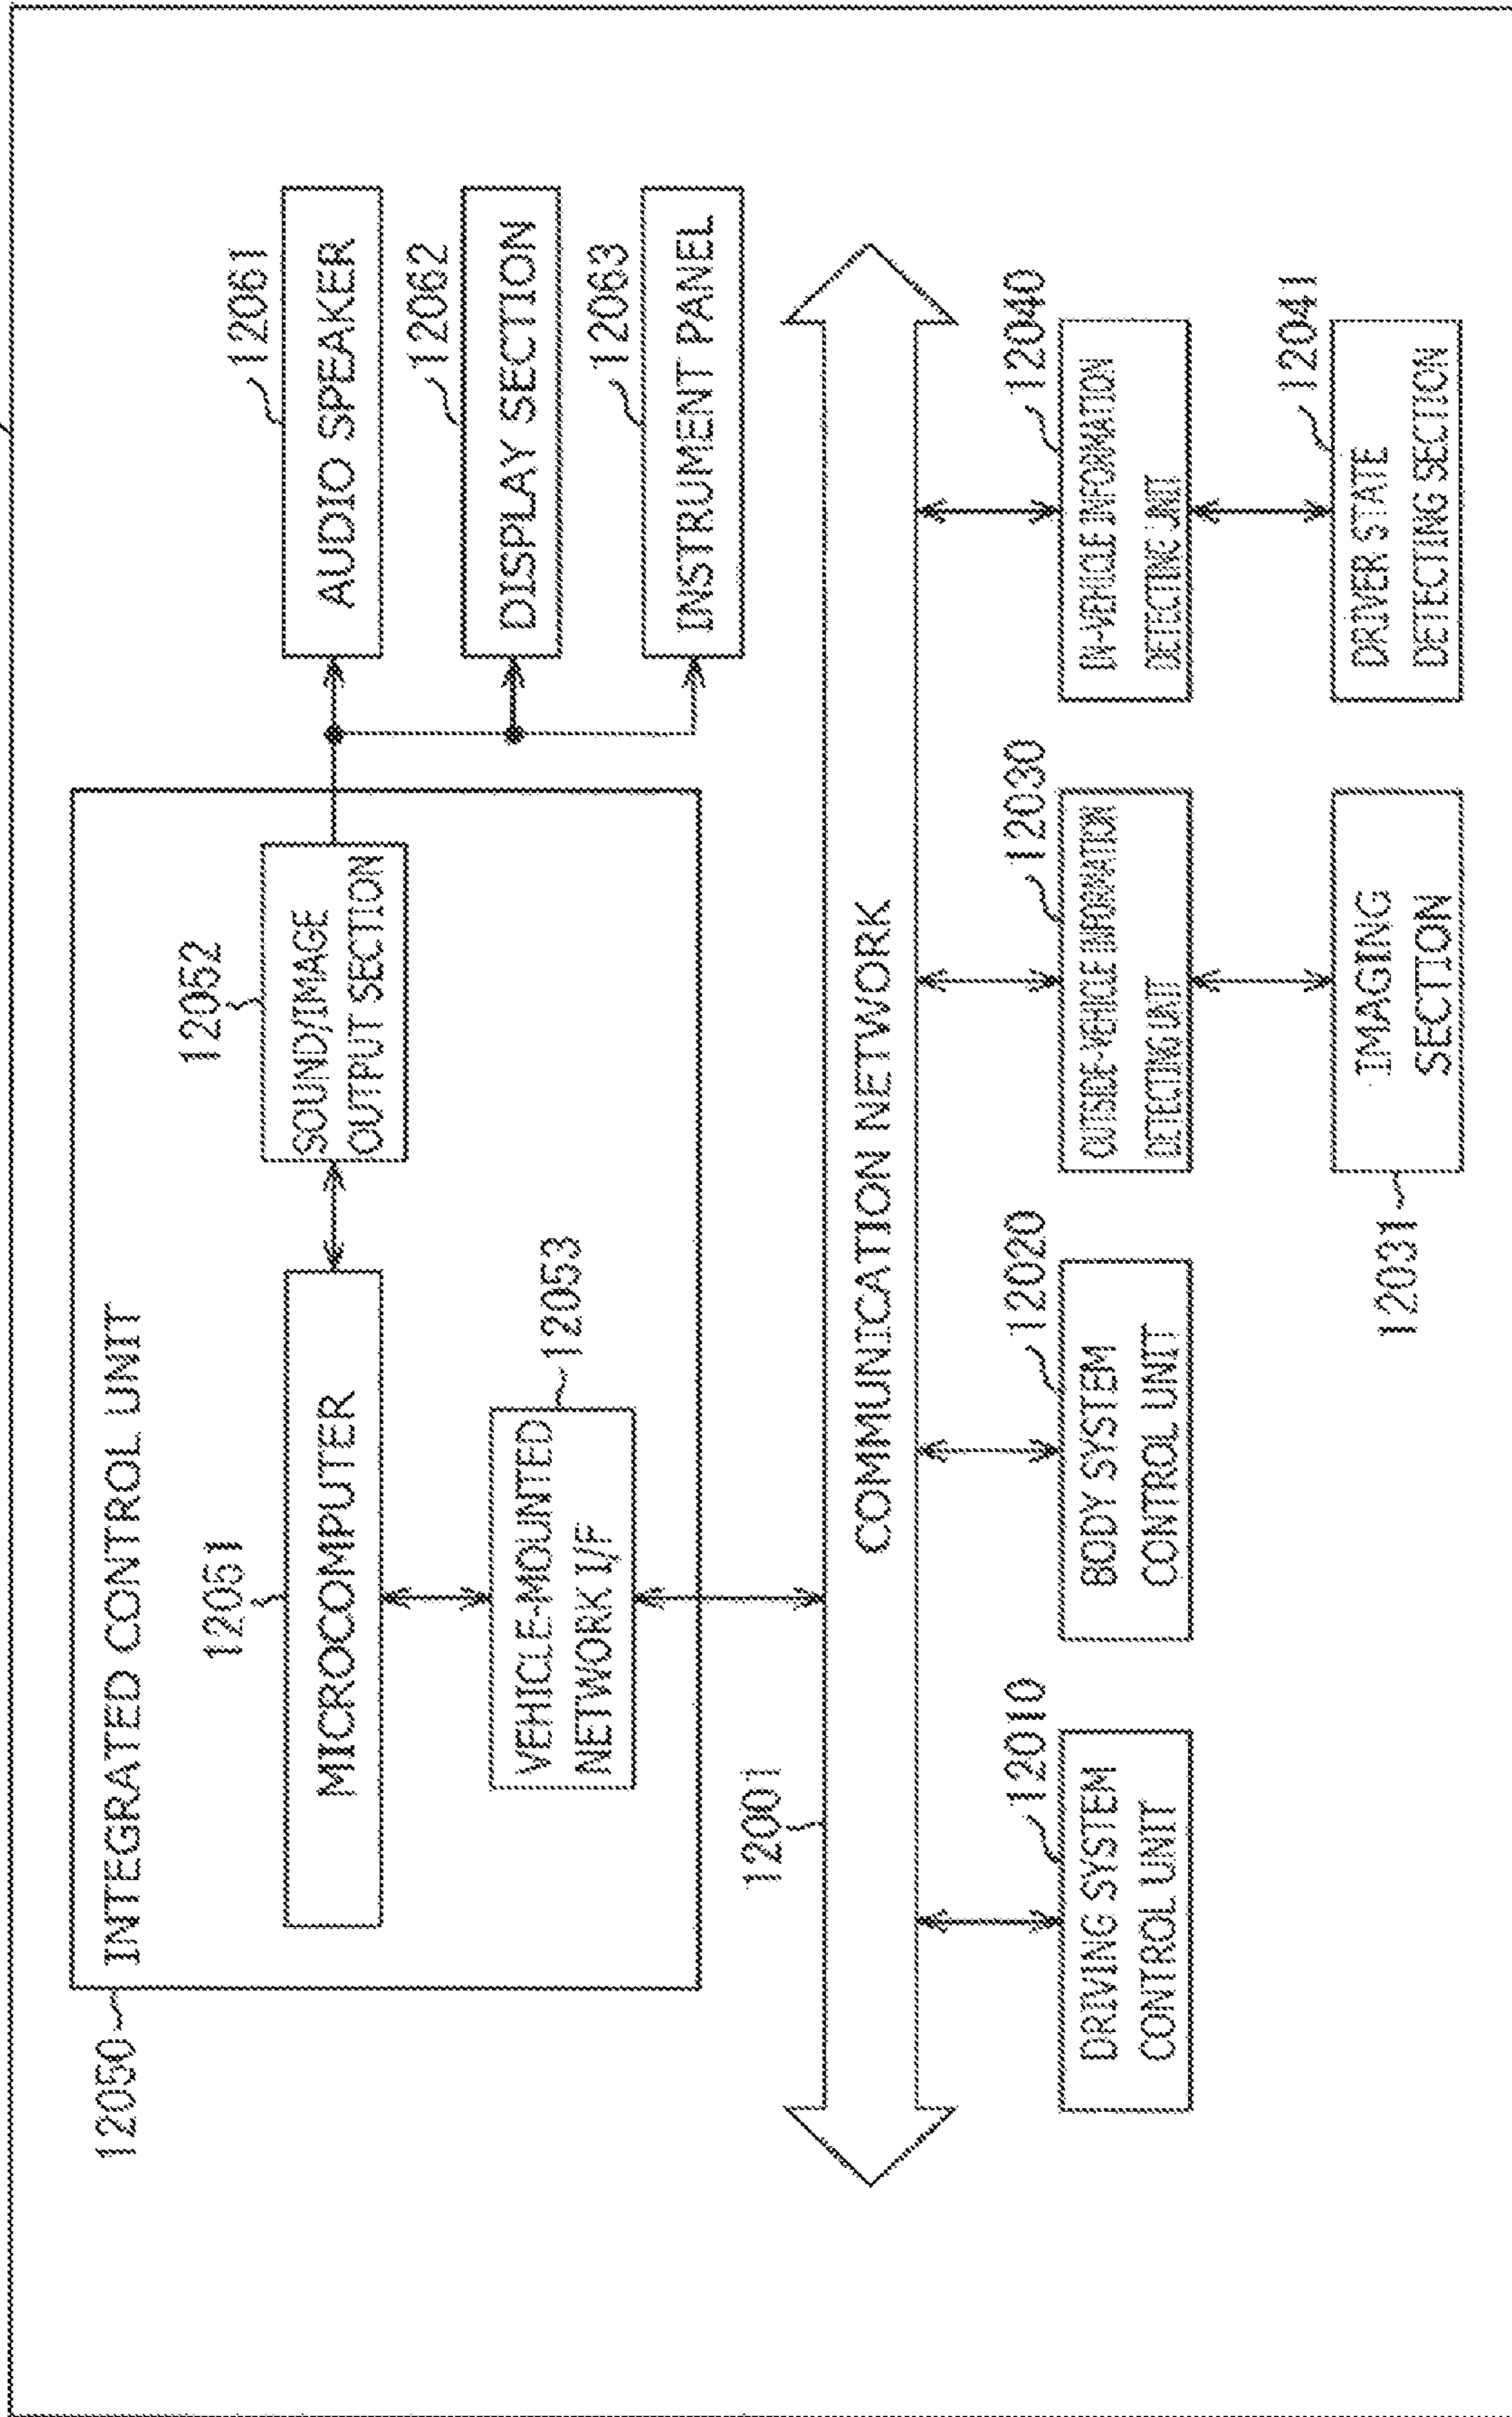 12050
INTEGRATED CONTROL UNIT
12051
MICROCOMPUTER
12052
SOUND/IMAGE
OUTPUT SECTION
12053
VEHICLE-MOUNTED
NETWORK I/F
12061
AUDIO SPEAKER
12062
DISPLAY SECTION
12063
INSTRUMENT PANEL
12001
COMMUNICATION NETWORK
12010
DRIVING SYSTEM
CONTROL UNIT
12020
BODY SYSTEM
CONTROL UNIT
12030
OUTSIDE-VEHICLE INFORMATION
DETECTING UNIT
12040
IN-VEHICLE INFORMATION
DETECTING UNIT
12031
IMAGING
SECTION
12041
DRIVER STATE
DETECTING SECTION